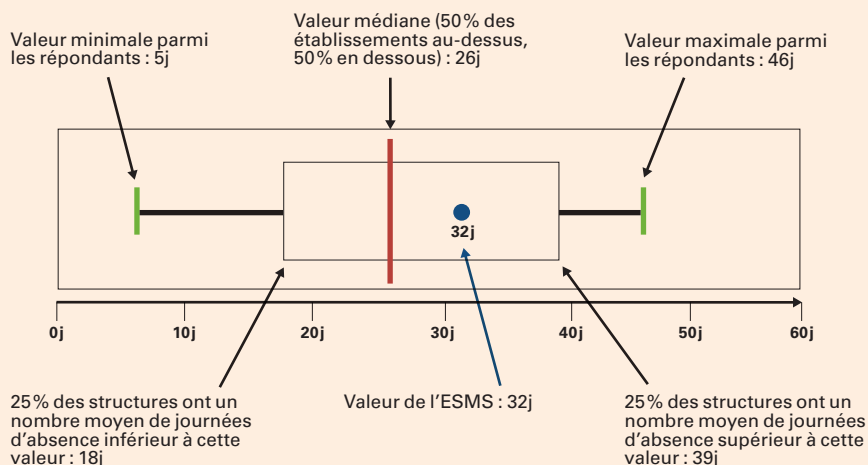 Valeur minimale parmi
les répondants : 5j
Valeur médiane (50 % des
établissements au-dessus,
50 % en dessous) : 26j
Valeur maximale parmi
les répondants : 46j
32j
0j
10j
20j
30j
40j
50j
60j
25 % des structures ont un
nombre moyen de journées
d’absence inférieur à cette
valeur : 18j
Valeur de l’ESMS : 32j
25 % des structures ont un
nombre moyen de journées
d’absence supérieur à cette
valeur : 39j